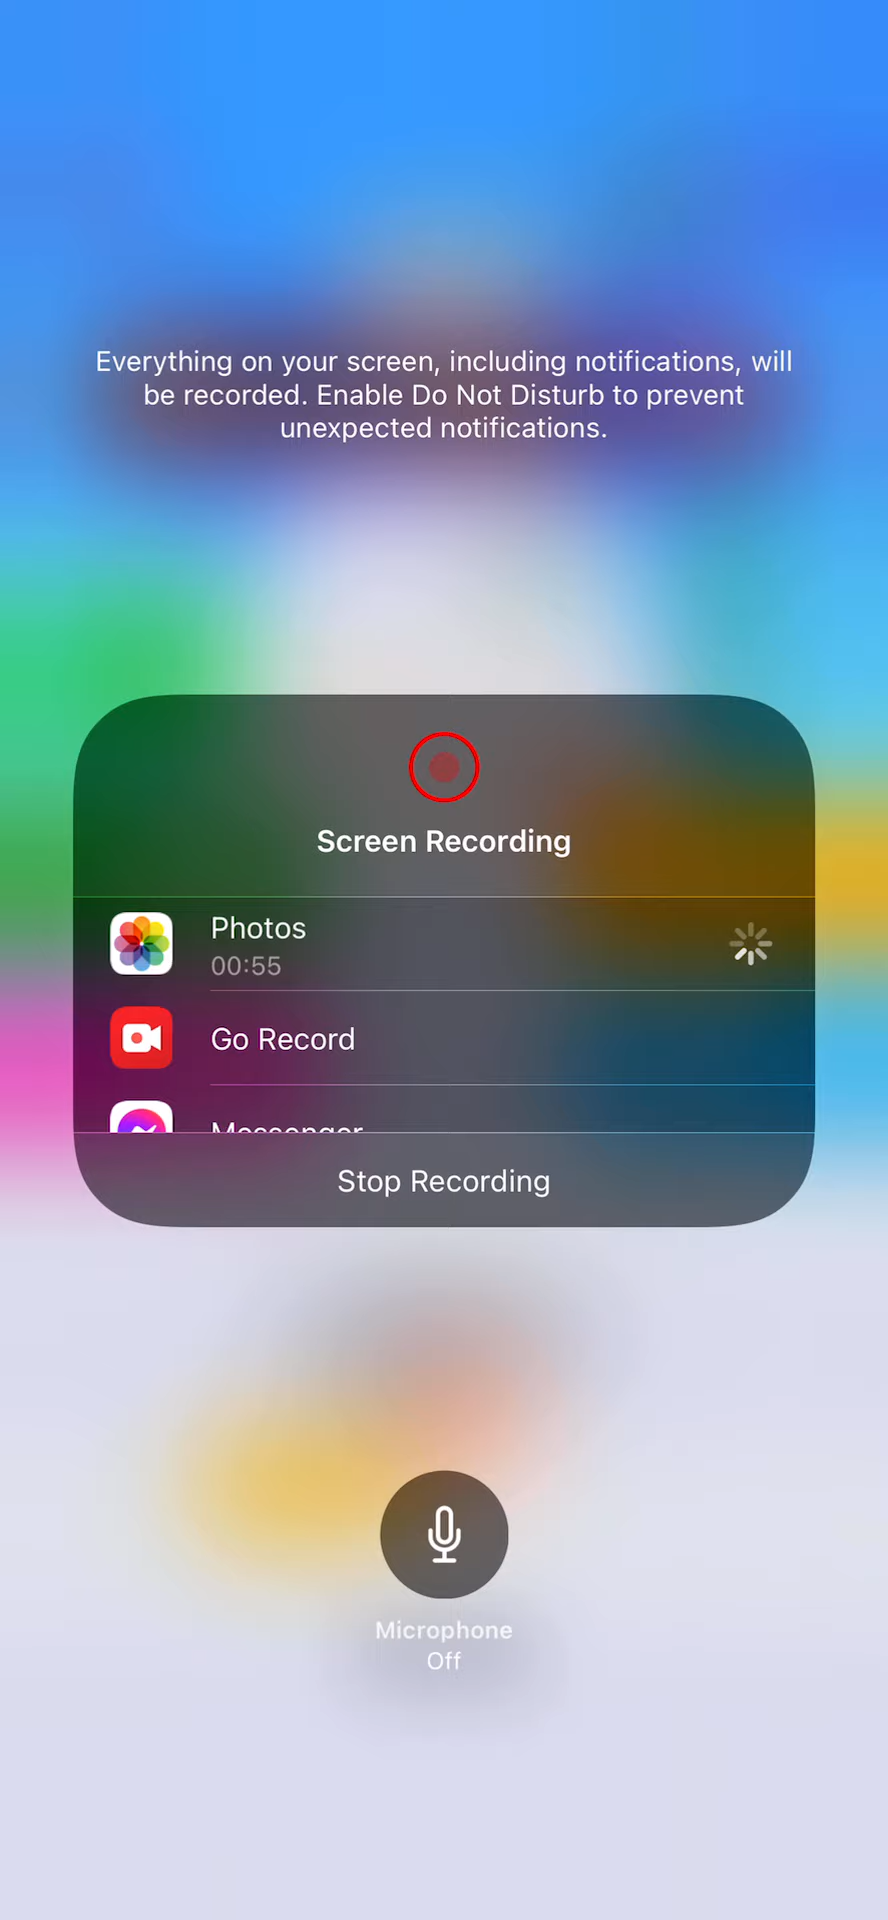 Everything on your screen, including notifications, will
be recorded. Enable Do Not Disturb to prevent
unexpected notifications.
Screen Recording
Photos
00:55
Go Record
Messenger
Stop Recording
Microphone
Off